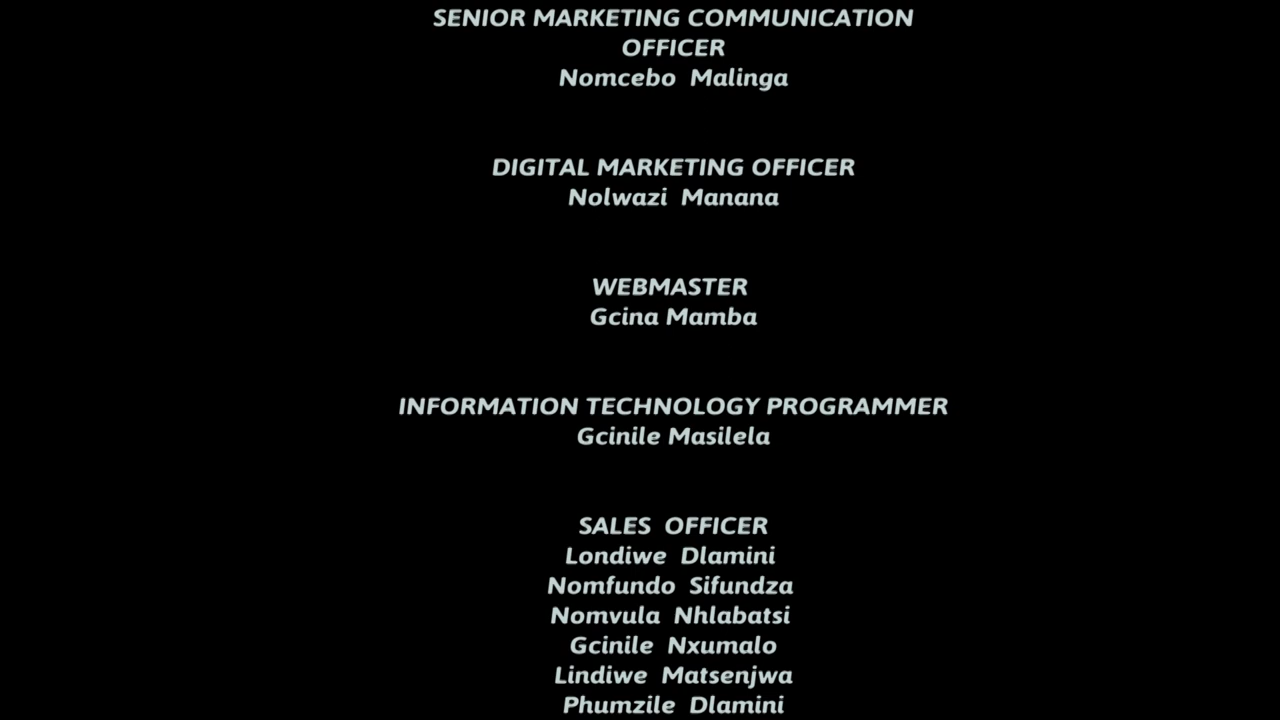 SENIOR MARKETING COMMUNICATION
OFFICER
Nomcebo Malinga
DIGITAL MARKETING OFFICER
Nolwazi Manana
WEBMASTER
Gcina Mamba
INFORMATION TECHNOLOGY PROGRAMMER
Gcinile Masilela
SALES OFFICER
Londiwe Dlamini
Nomfundo Sifundza
Nomvula Nhlabatsi
Gcinile Nxumalo
Lindiwe Matsenjwa
Phumzile Dlamini